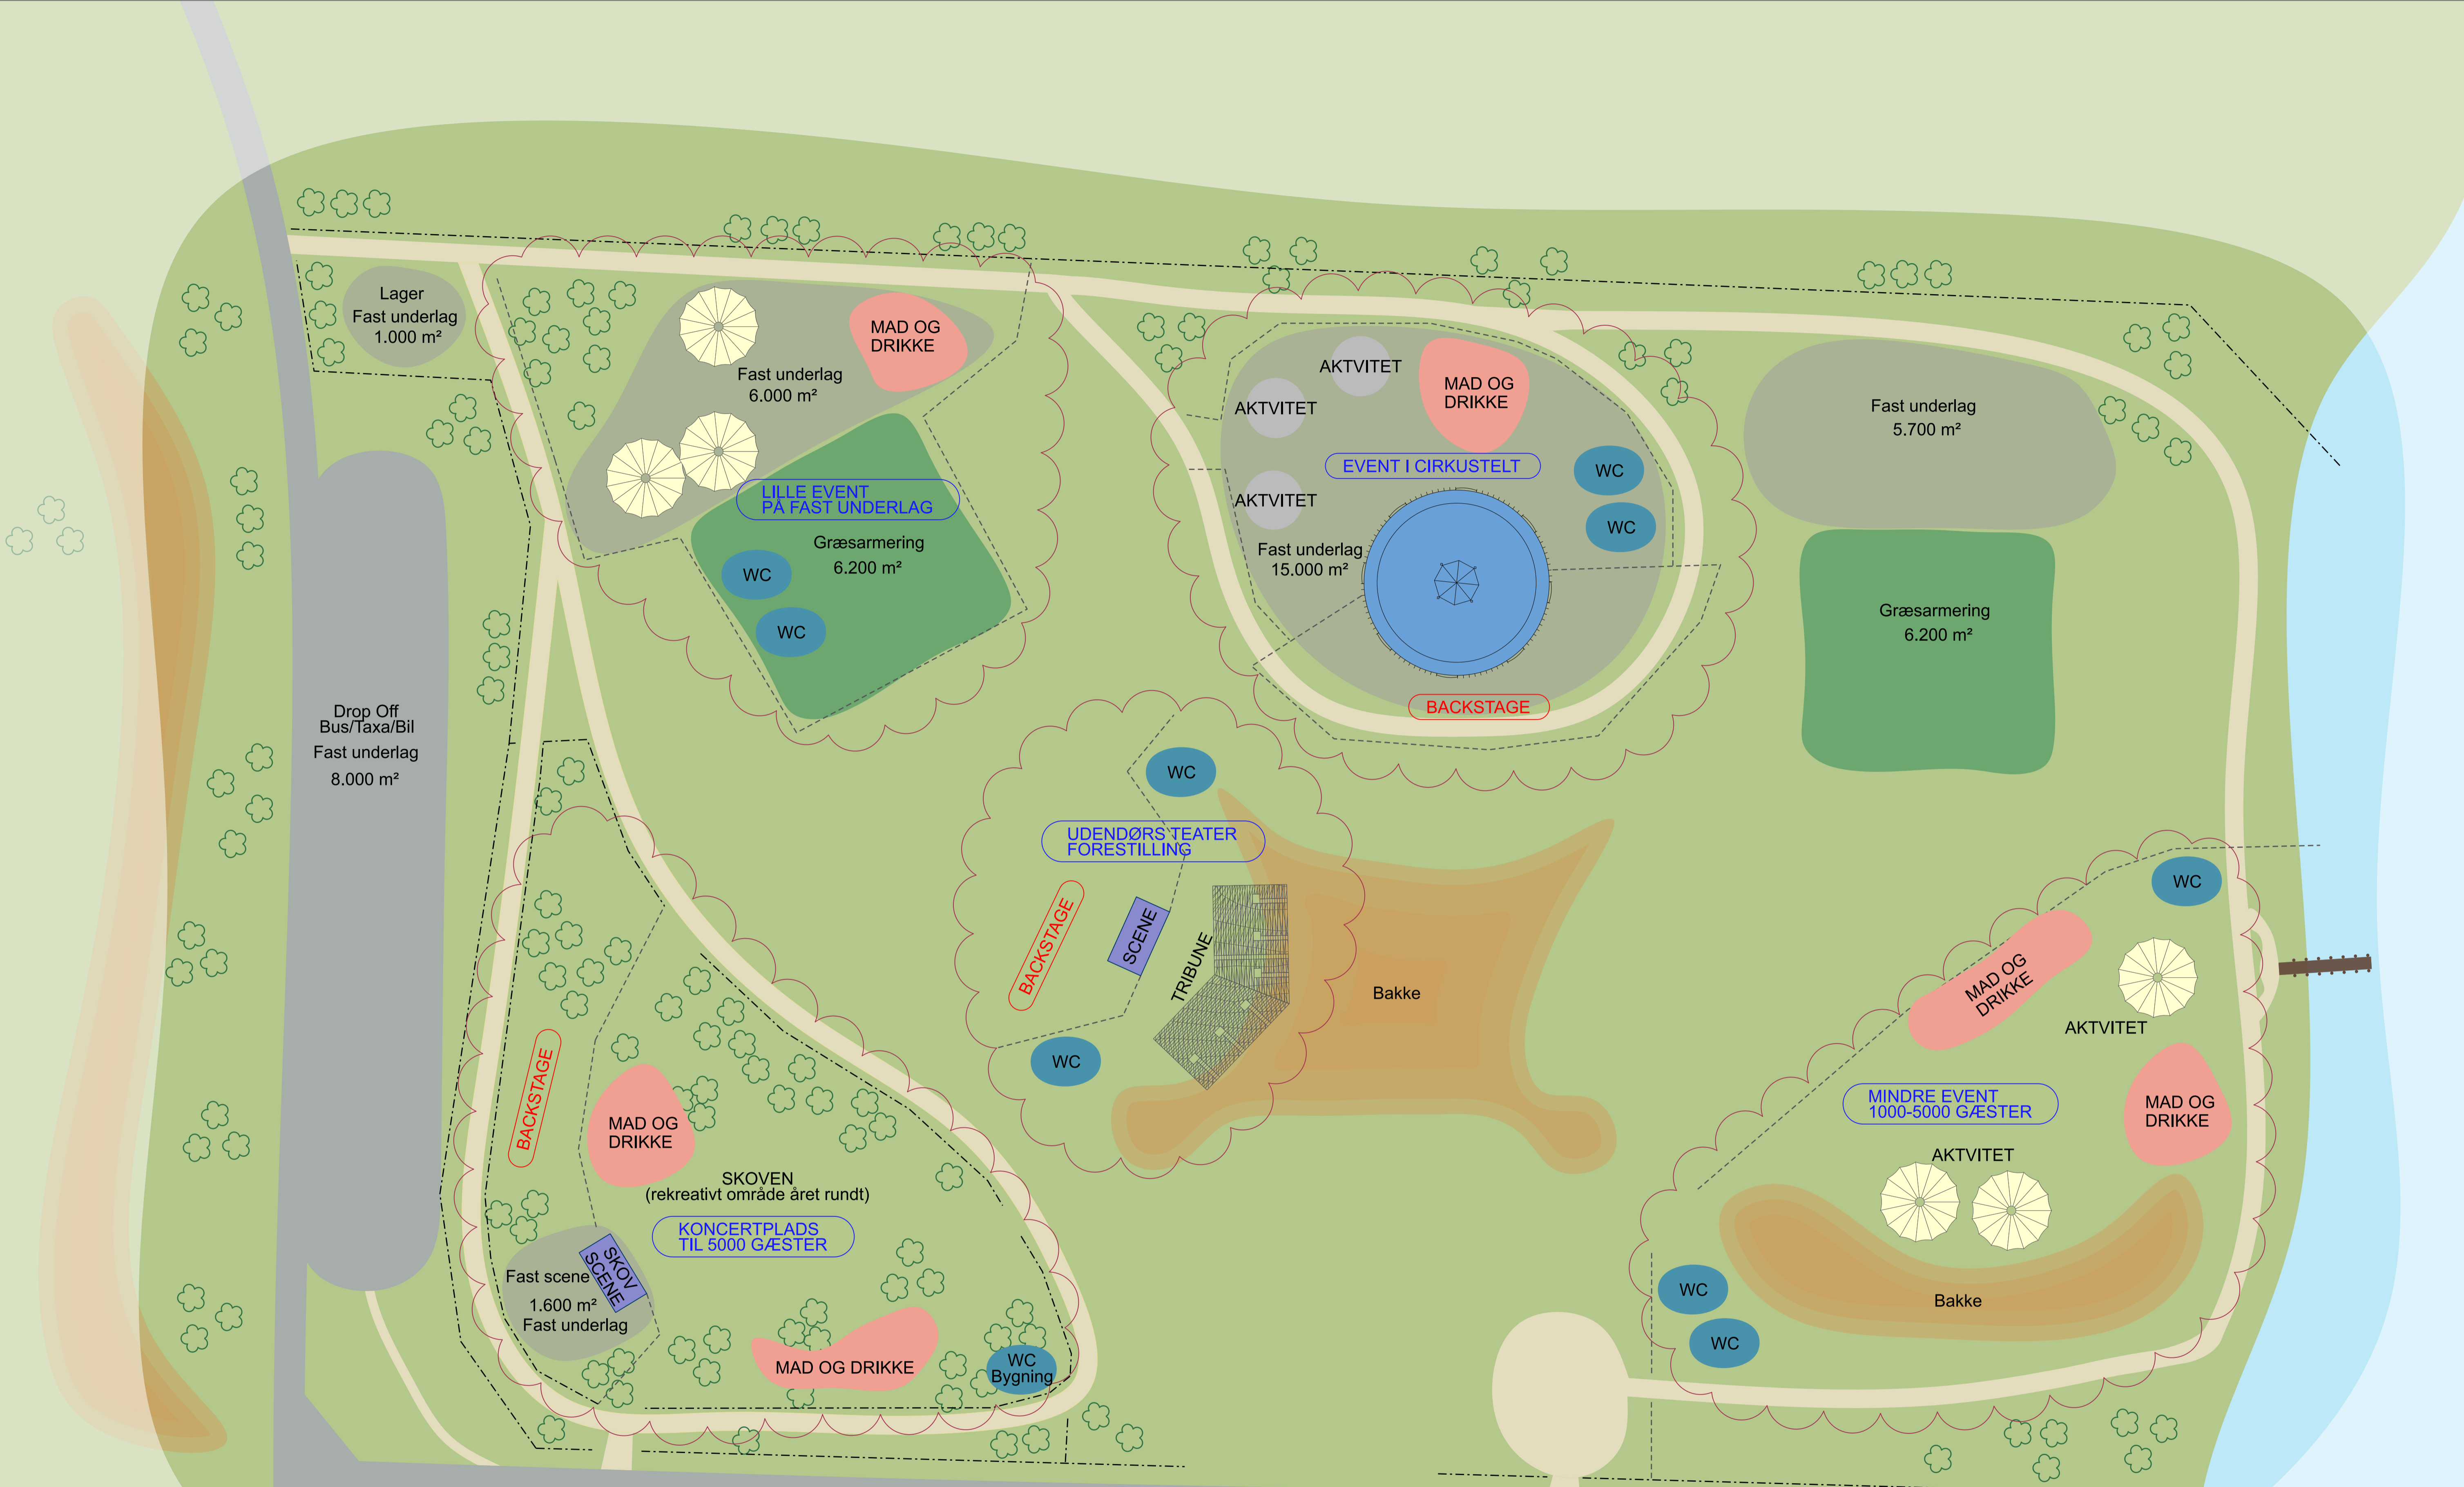 Lager
Fast underlag
1.000 m²
MAD OG
DRIKKE
Fast underlag
6.000 m²
LILLE EVENT
PÅ FAST UNDERLAG
Græsarmering
6.200 m²
WC
WC
AKTVITET
AKTVITET
AKTVITET
MAD OG
DRIKKE
EVENT I CIRKUSTELT
WC
WC
Fast underlag
15.000 m²
BACKSTAGE
Fast underlag
5.700 m²
Græsarmering
6.200 m²
Drop Off
Bus/Taxa/Bil
Fast underlag
8.000 m²
WC
UDENDØRS TEATER
FORESTILLING
BACKSTAGE
SCENE
TRIBUNE
Bakke
WC
WC
MAD OG
DRIKKE
AKTVITET
MAD OG
DRIKKE
MINDRE EVENT
1000-5000 GÆSTER
AKTVITET
Bakke
WC
WC
BACKSTAGE
MAD OG
DRIKKE
SKOVEN
(rekreativt område året rundt)
KONCERTPLADS
TIL 5000 GÆSTER
SKOV
SCENE
Fast scene
1.600 m²
Fast underlag
MAD OG DRIKKE
WC
Bygning